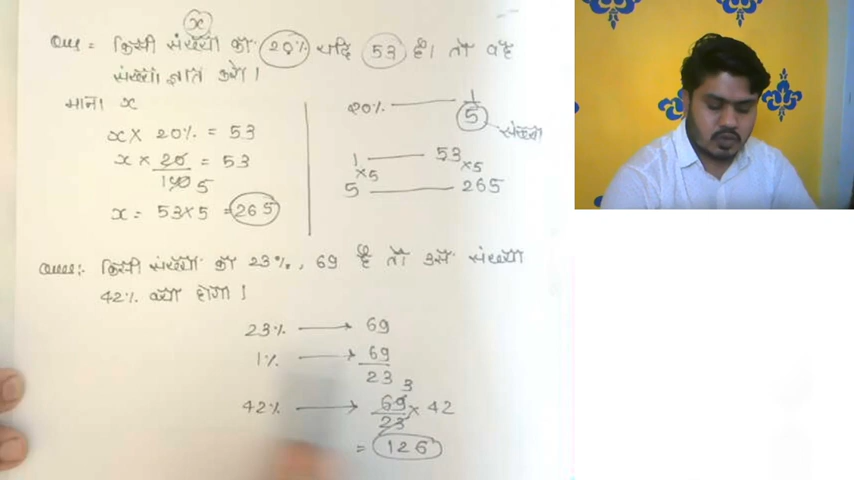 x
Que = किसी संख्या का 20% यदि 53 है। तो वह
संख्या ज्ञात करो।
माना x
x × 20% = 53
x × 20/100 5 = 53
x = 53×5 = 265
20% 1/5
संख्या
1 53
×5 ×5
5 265
Que:- किसी संख्या का 23%, 69 है तो उस संख्या
42% क्या होगा।
23% → 69
1% → 69/23
42% → 69/23 × 42
3
= 126